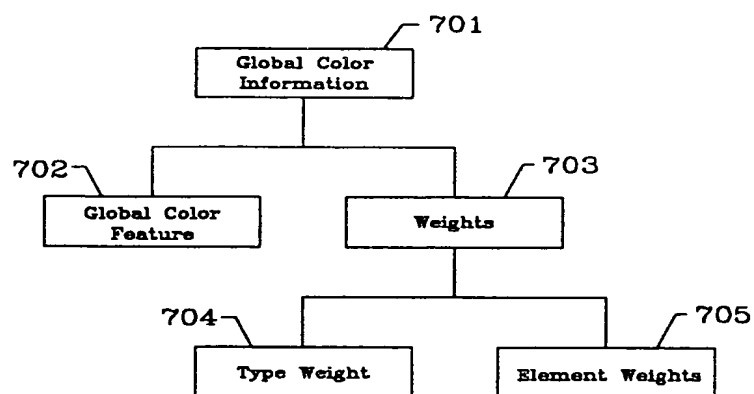 701
Global Color
Information
702
703
Global Color
Feature
Weights
704
705
Type Weight
Element Weights